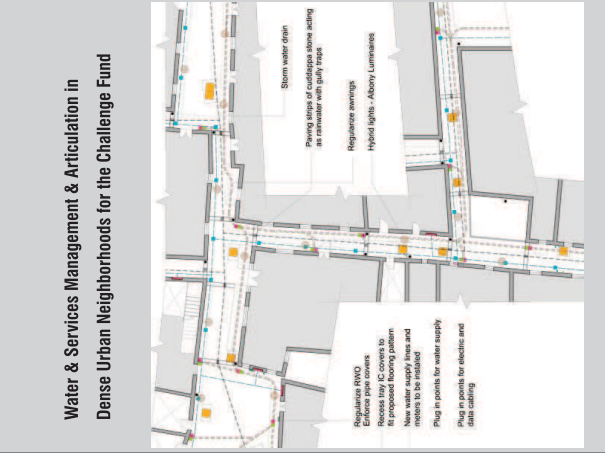 Water & Services Management & Articulation in
Dense Urban Neighborhoods for the Challenge Fund
Storm water drain
Paving strips of cuddappa stone acting
as rainwater with gully traps
Regularize awnings
Hybrid lights - Albony Luminaires
Regularize RWO
Enforce pipe covers
Recess tray IC covers to
fit proposed flooring pattern
New water supply lines and
meters to be installed
Plug in points for water supply
Plug in points for electric and
data cabling